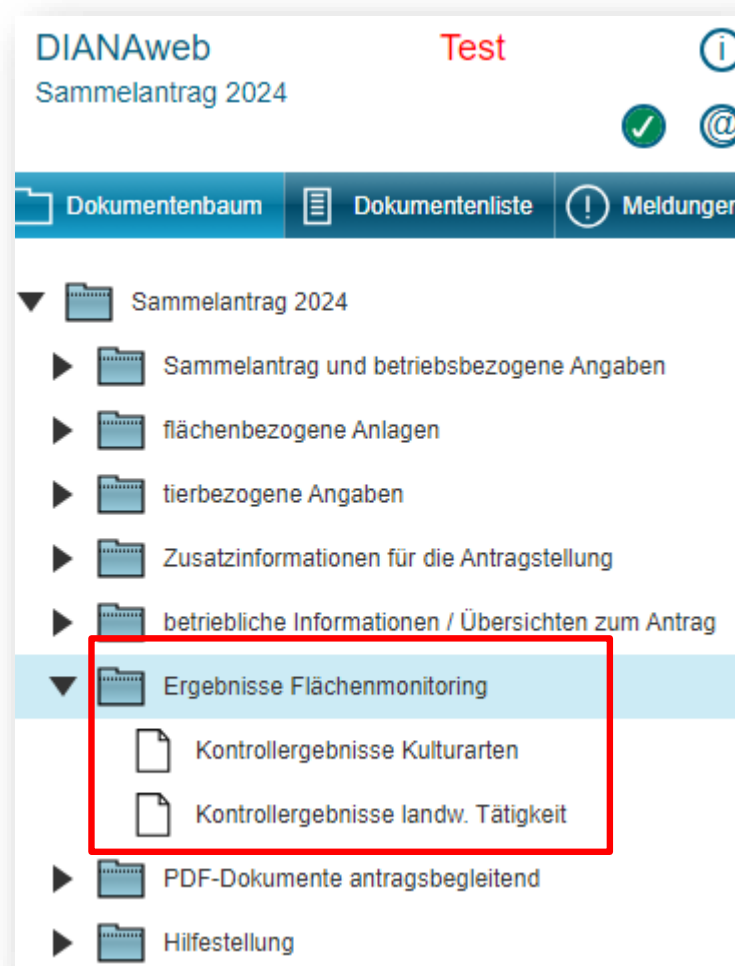 DIANAweb Test
Sammelantrag 2024
Dokumentenbaum Dokumentenliste Meldungen
Sammelantrag 2024
Sammelantrag und betriebsbezogene Angaben
flächenbezogene Anlagen
tierbezogene Angaben
Zusatzinformationen für die Antragstellung
betriebliche Informationen / Übersichten zum Antrag
Ergebnisse Flächenmonitoring
Kontrollergebnisse Kulturarten
Kontrollergebnisse landw. Tätigkeit
PDF-Dokumente antragsbegleitend
Hilfestellung